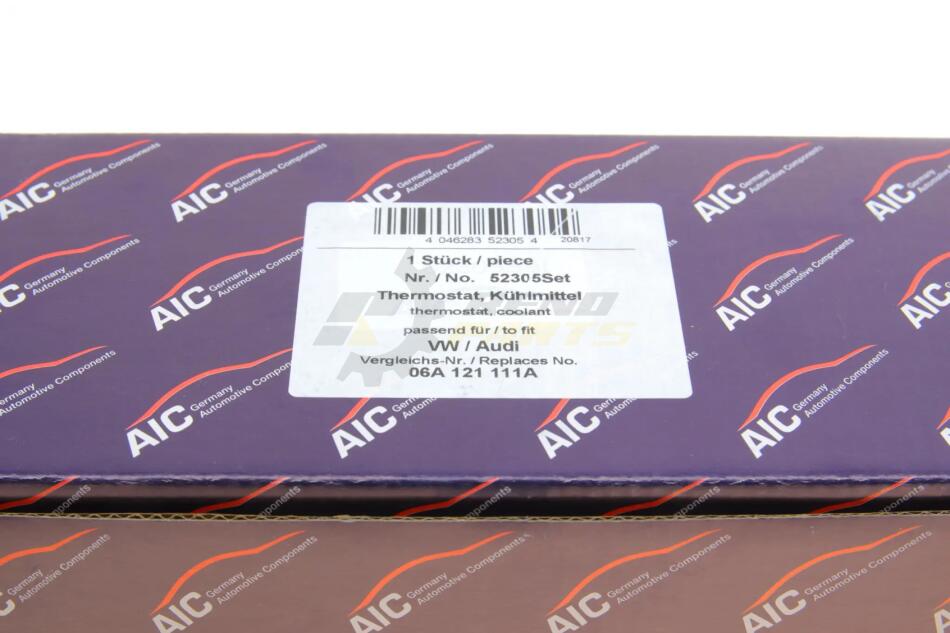 AIC Germany
Automotive Components
4 046283 52305 4 20817
1 Stück / piece
Nr. / No. 52305Set
Thermostat, Kühlmittel
thermostat, coolant
passend für / to fit
VW / Audi
Vergleichs-Nr. / Replaces No.
06A 121 111A